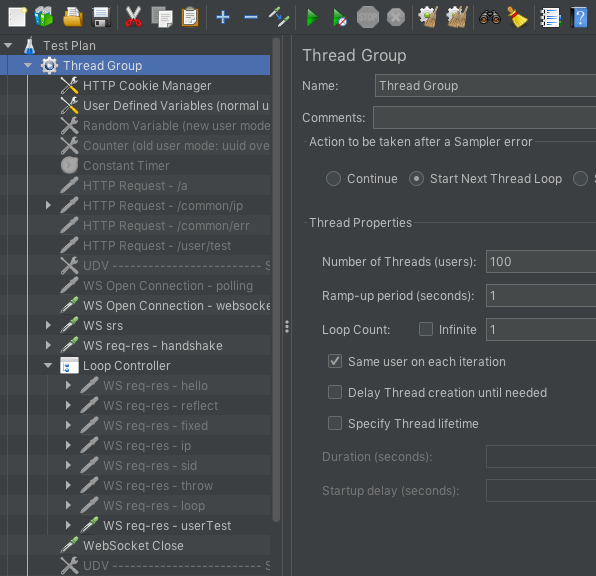 STOP
?
Test Plan
Thread Group
HTTP Cookie Manager
User Defined Variables (normal u
Random Variable (new user mode
Counter (old user mode: uuid ove
Constant Timer
HTTP Request - /a
HTTP Request - /common/ip
HTTP Request - /common/err
HTTP Request - /user/test
UDV ------------------------------ S
WS Open Connection - polling
WS Open Connection - websocke
WS srs
WS req-res - handshake
Loop Controller
WS req-res - hello
WS req-res - reflect
WS req-res - fixed
WS req-res - ip
WS req-res - sid
WS req-res - throw
WS req-res - loop
WS req-res - userTest
WebSocket Close
UDV ------------------------------ S
Thread Group
Name: Thread Group
Comments:
Action to be taken after a Sampler error
Continue Start Next Thread Loop
Thread Properties
Number of Threads (users): 100
Ramp-up period (seconds): 1
Loop Count: Infinite 1
Same user on each iteration
Delay Thread creation until needed
Specify Thread lifetime
Duration (seconds):
Startup delay (seconds):